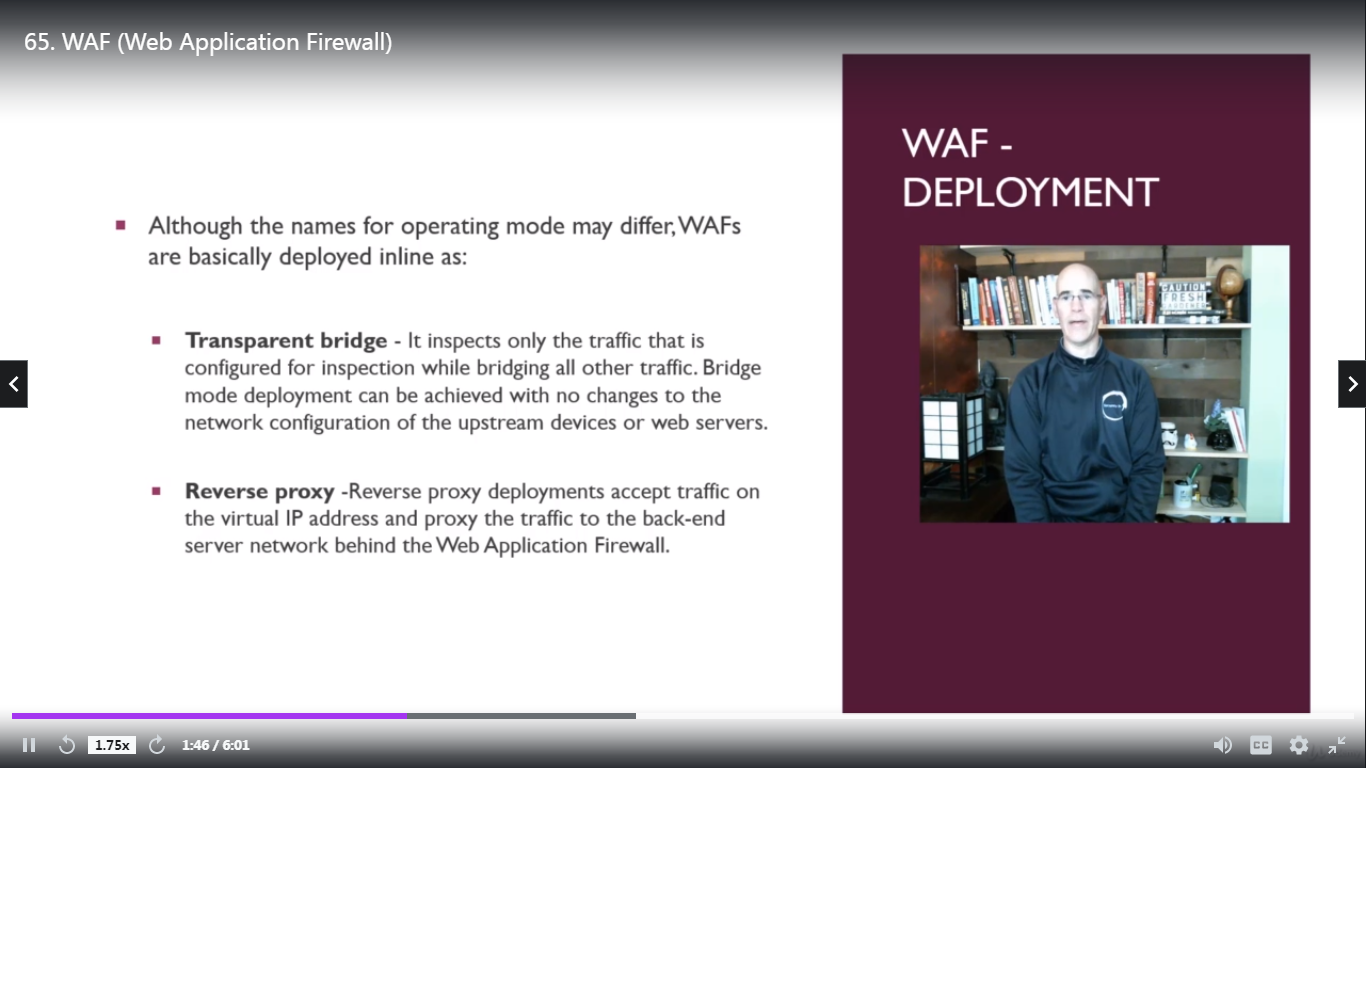 65. WAF (Web Application Firewall)
WAF -
DEPLOYMENT
Although the names for operating mode may differ, WAFs
are basically deployed inline as:
Transparent bridge - It inspects only the traffic that is
configured for inspection while bridging all other traffic. Bridge
mode deployment can be achieved with no changes to the
network configuration of the upstream devices or web servers.
Reverse proxy -Reverse proxy deployments accept traffic on
the virtual IP address and proxy the traffic to the back-end
server network behind the Web Application Firewall.
CAUTION
FRESH
1.75x
1:46 / 6:01
CC